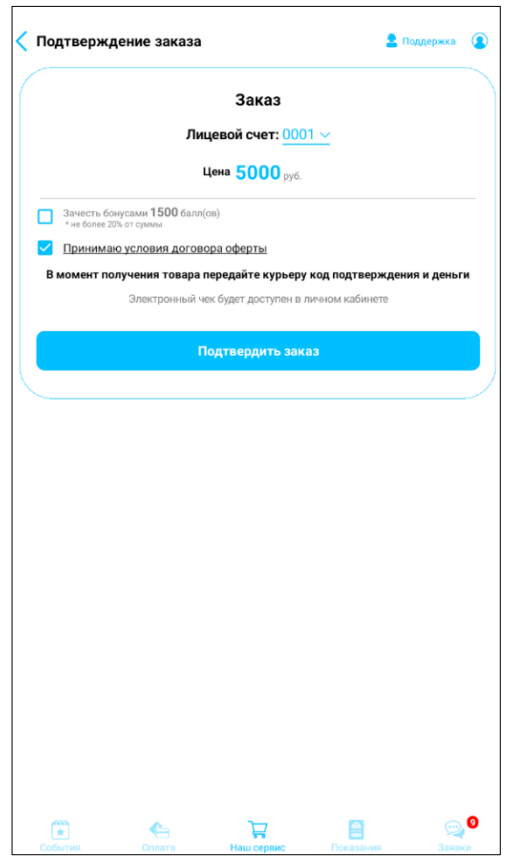 Подтверждение заказа
Поддержка
Заказ
Лицевой счет: 0001
Цена 5000 руб.
Зачесть бонусами 1500 балл(ов)
* не более 20% от суммы
Принимаю условия договора оферты
В момент получения товара передайте курьеру код подтверждения и деньги
Электронный чек будет доступен в личном кабинете
Подтвердить заказ
9
События Оплата Наш сервис Показания Заявки